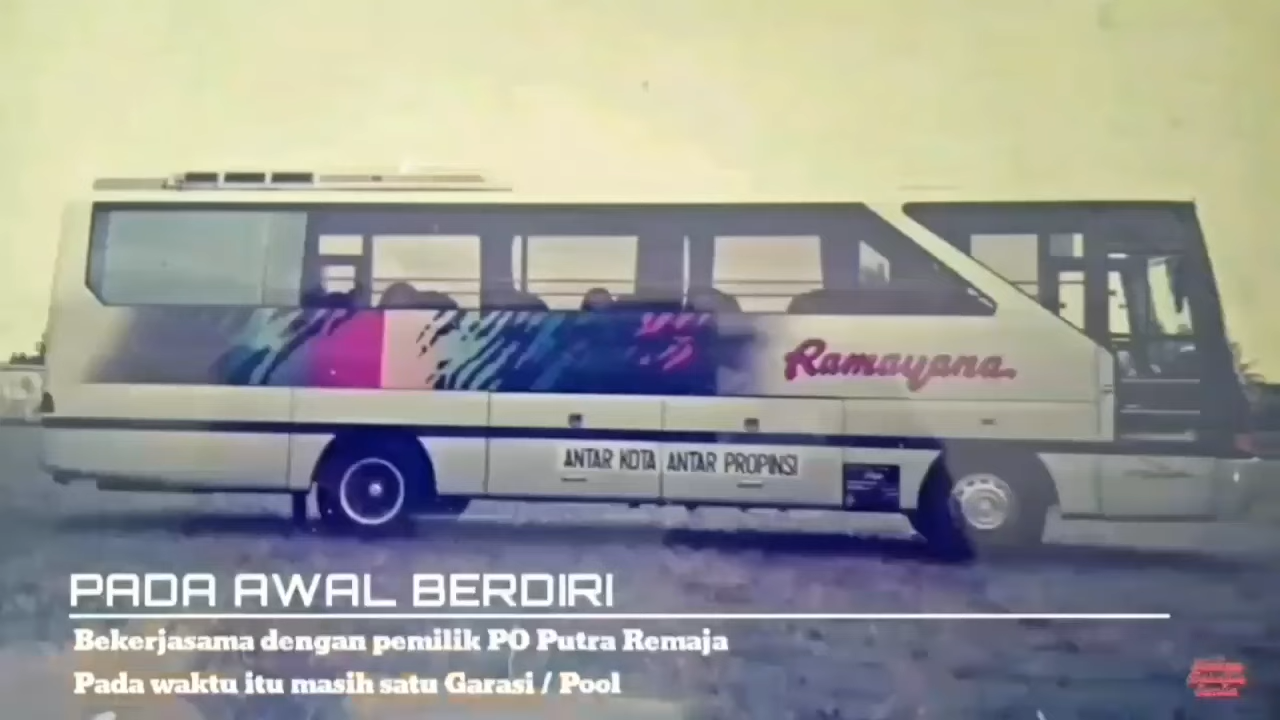 Ramayana
ANTAR KOTA ANTAR PROPINSI
PADA AWAL BERDIRI
Bekerjasama dengan pemilik PO Putra Remaja
Pada waktu itu masih satu Garasi / Pool